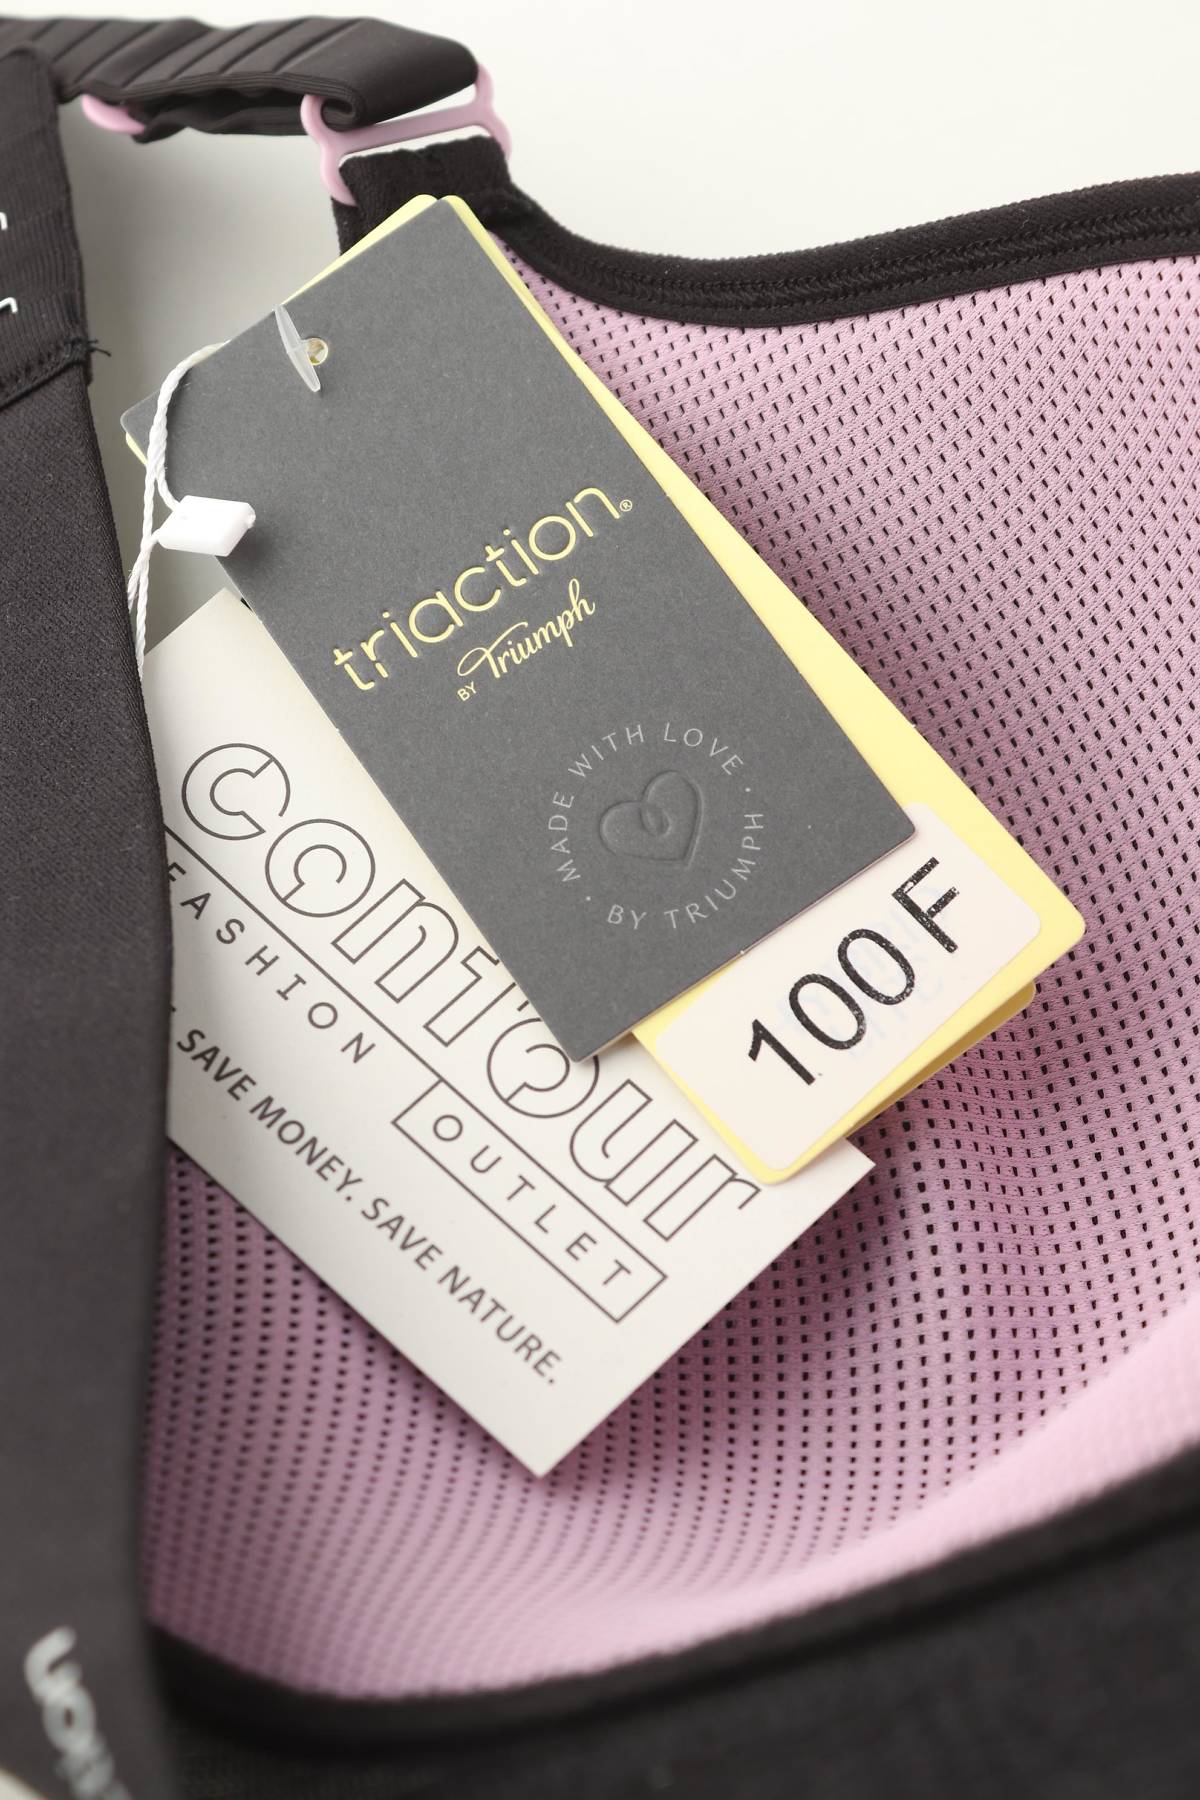 triaction®
BY Triumph
MADE WITH LOVE
· BY TRIUMPH ·
100 F
contour
FASHION
OUTLET
SAVE MONEY. SAVE NATURE.